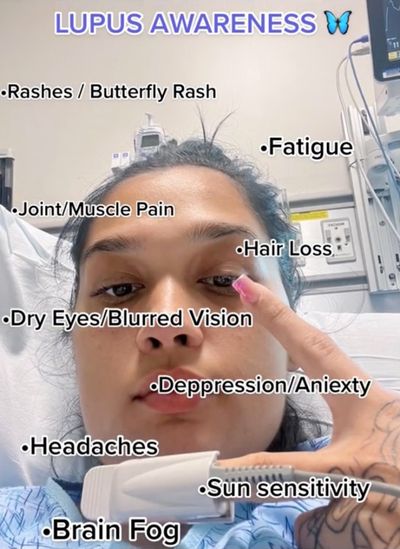 LUPUS AWARENESS 🦋
•Rashes / Butterfly Rash
•Fatigue
•Joint/Muscle Pain
•Hair Loss
•Dry Eyes/Blurred Vision
•Deppression/Aniexty
•Headaches
•Sun sensitivity
•Brain Fog